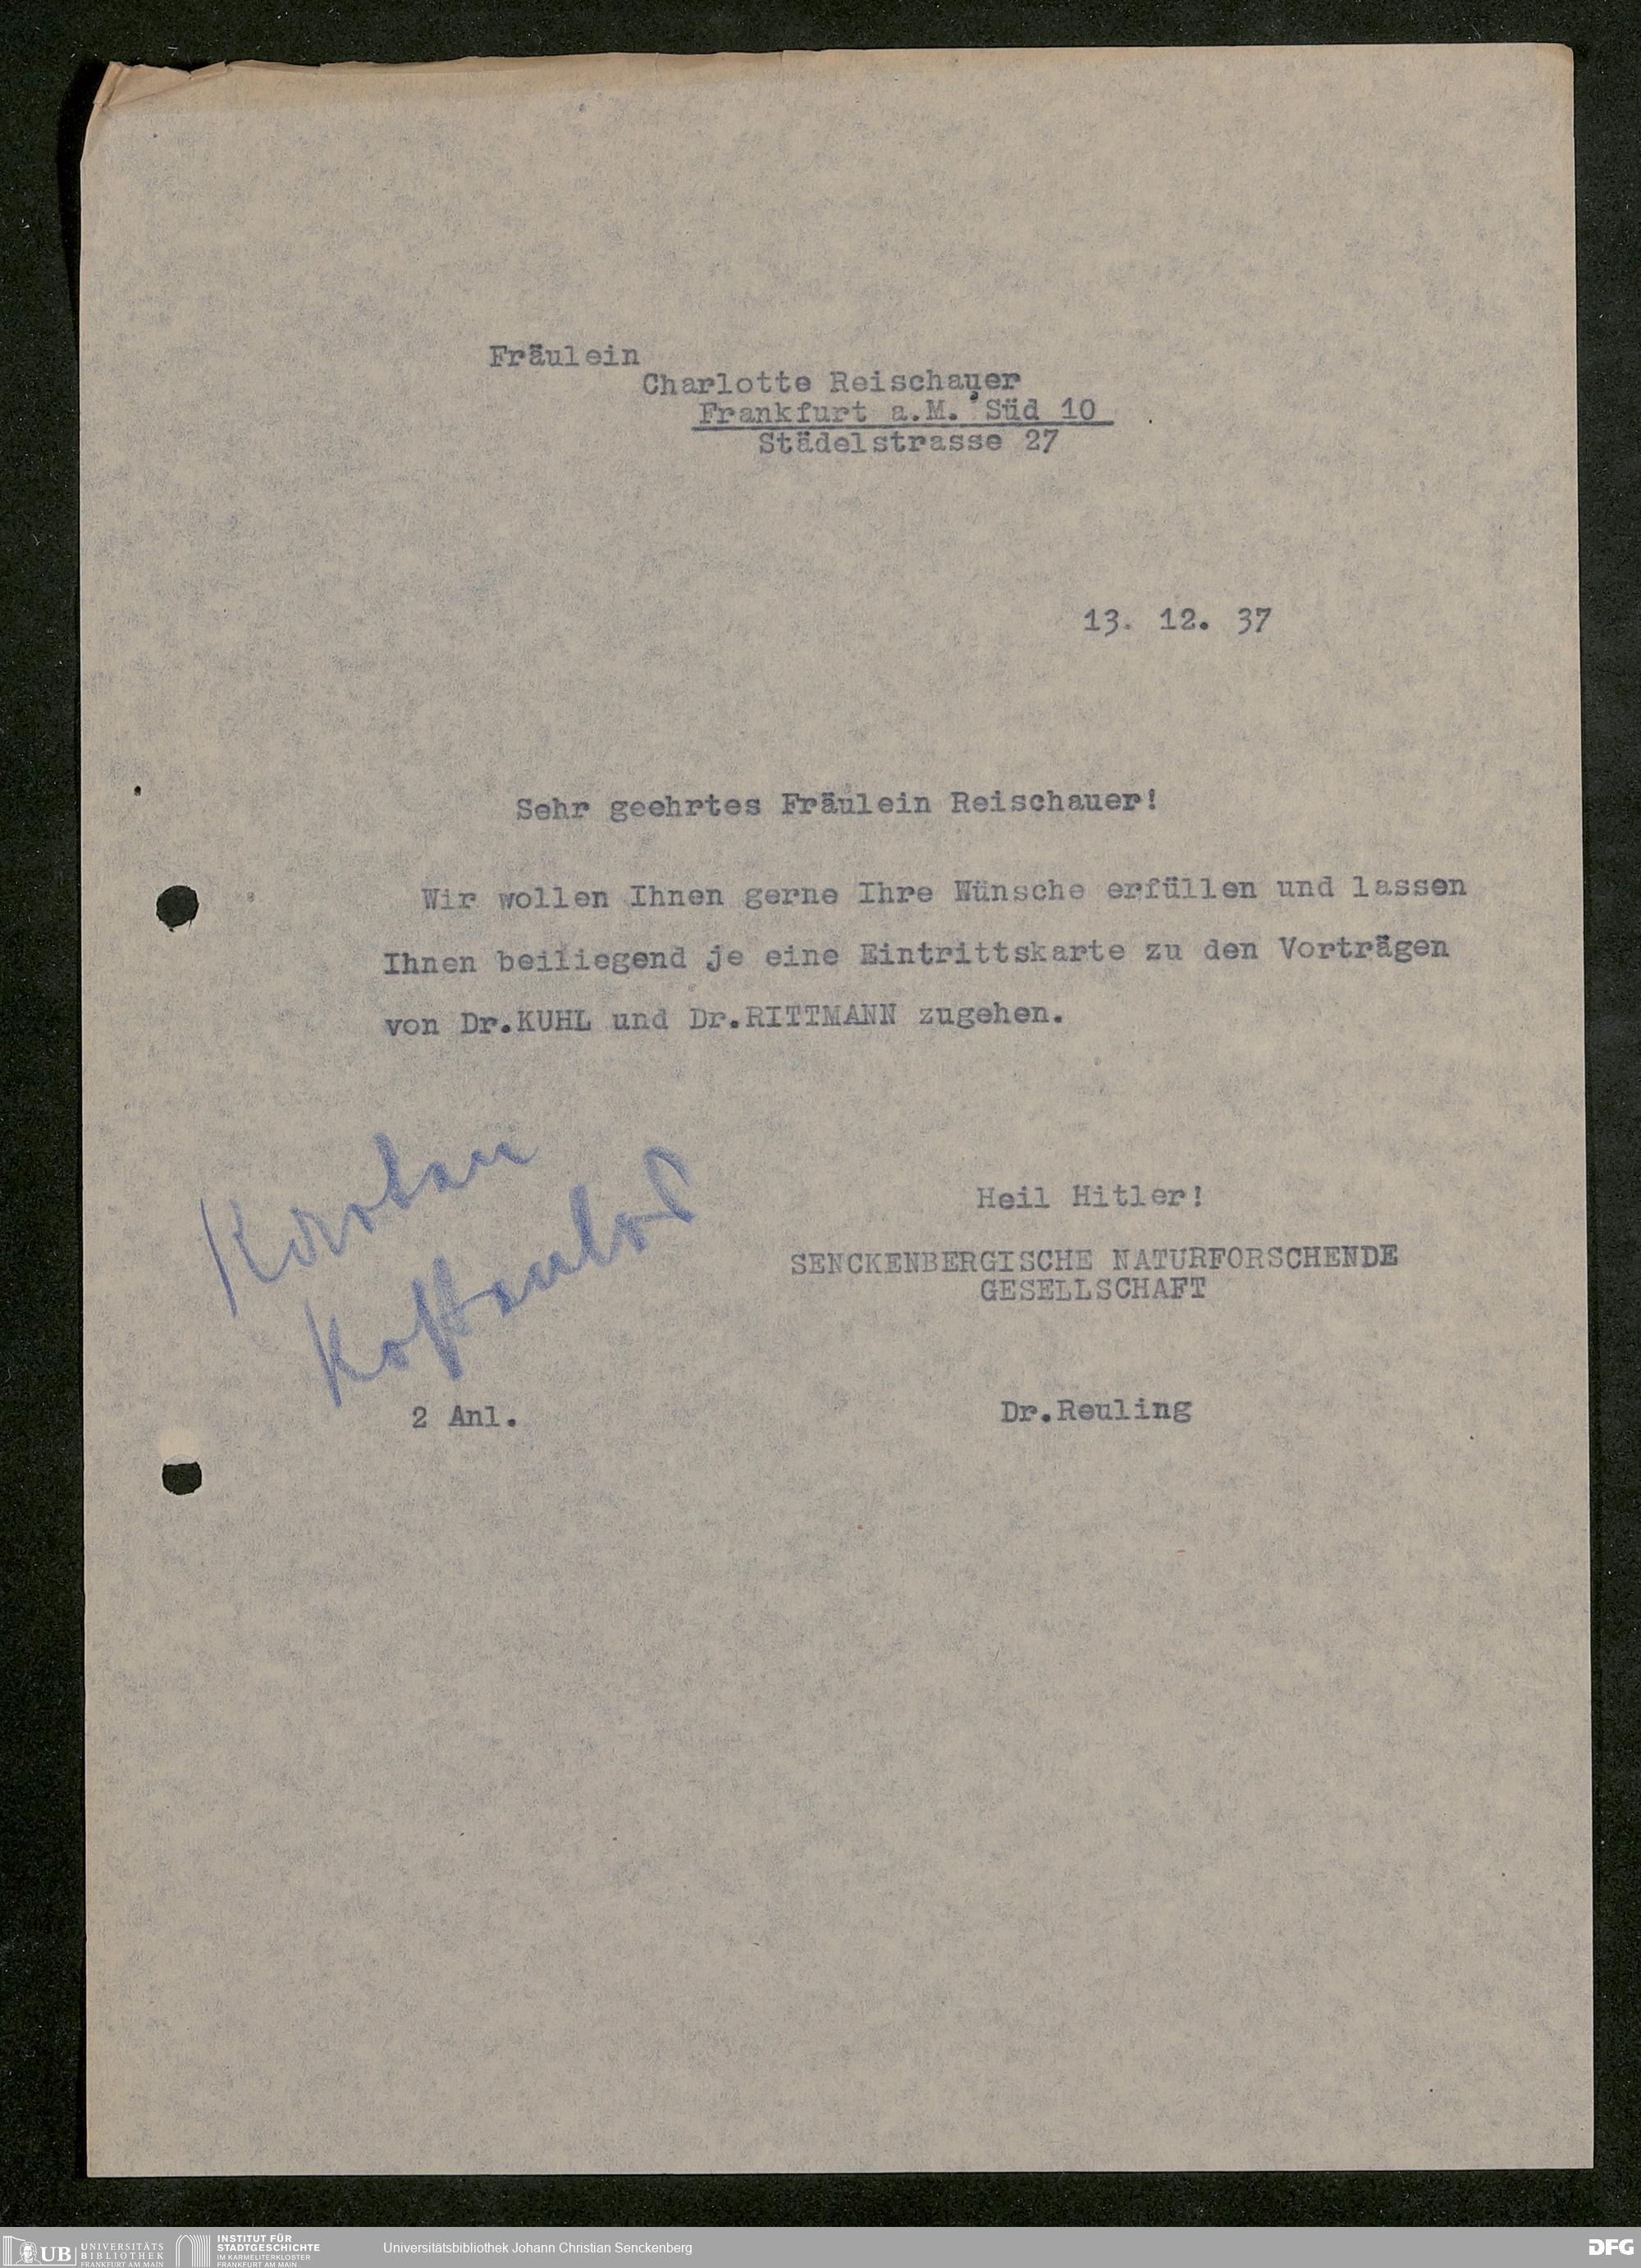 Fräulein
Charlotte Reischauer
Frankfurt a.M. Süd 10
Städelstrasse 27
13. 12. 37
Sehr geehrtes Fräulein Reischauer!
Wir wollen Ihnen gerne Ihre Wünsche erfüllen und lassen
Ihnen beiliegend je eine Eintrittskarte zu den Vorträgen
von Dr.KUHL und Dr.RITTMANN zugehen.
Karten
kostenlos
Heil Hitler!
SENCKENBERGISCHE NATURFORSCHENDE
GESELLSCHAFT
2 Anl.
Dr.Reuling
UB UNIVERSITÄTS
BIBLIOTHEK
FRANKFURT AM MAIN
INSTITUT FÜR
STADTGESCHICHTE
IM KARMELITERKLOSTER
FRANKFURT AM MAIN
Universitätsbibliothek Johann Christian Senckenberg
DFG